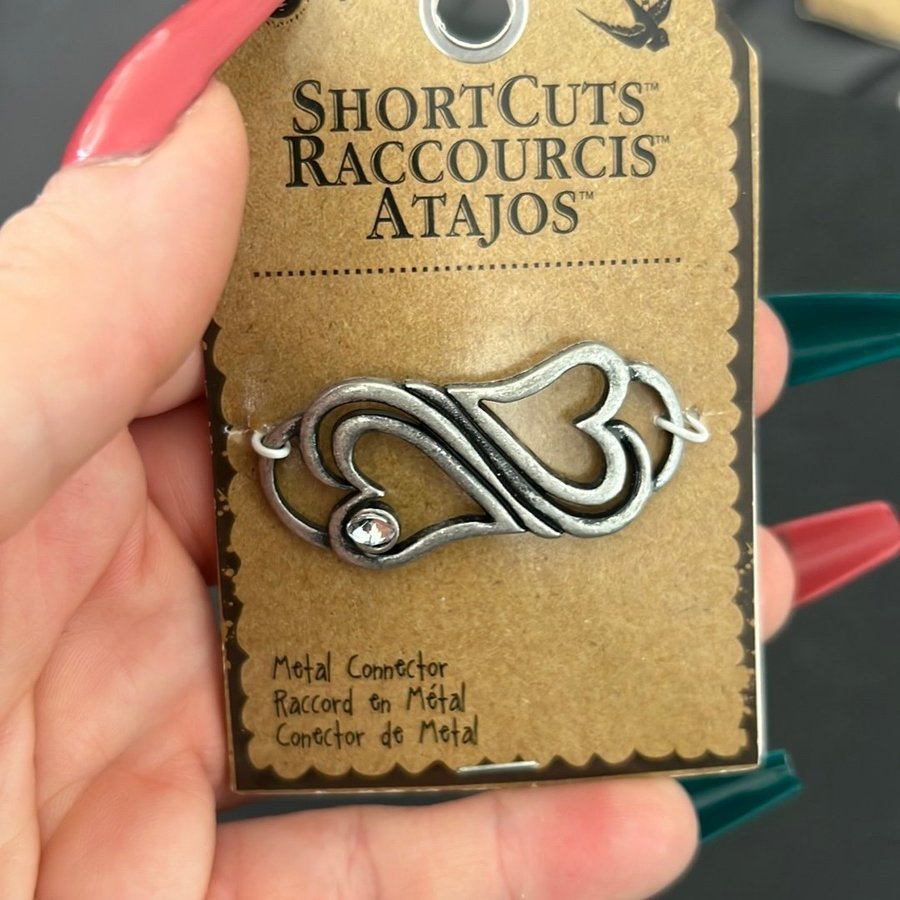 SHORTCUTS™
RACCOURCIS™
ATAJOS™
Metal Connector
Raccord en Métal
Conector de Metal